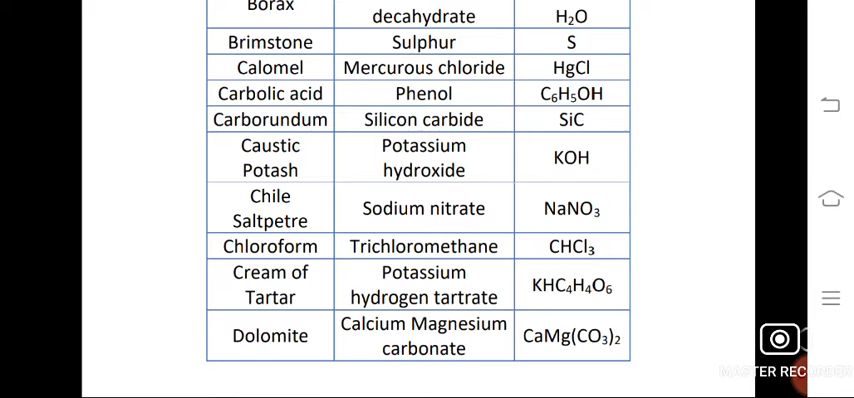 Borax
decahydrate
H₂O
Brimstone Sulphur S
Calomel Mercurous chloride HgCl
Carbolic acid Phenol C₆H₅OH
Carborundum Silicon carbide SiC
Caustic
Potash
Potassium
hydroxide
KOH
Chile
Saltpetre
Sodium nitrate
NaNO₃
Chloroform Trichloromethane CHCl₃
Cream of
Tartar
Potassium
hydrogen tartrate
KHC₄H₄O₆
Dolomite
Calcium Magnesium
carbonate
CaMg(CO₃)₂
MASTER RECORDER